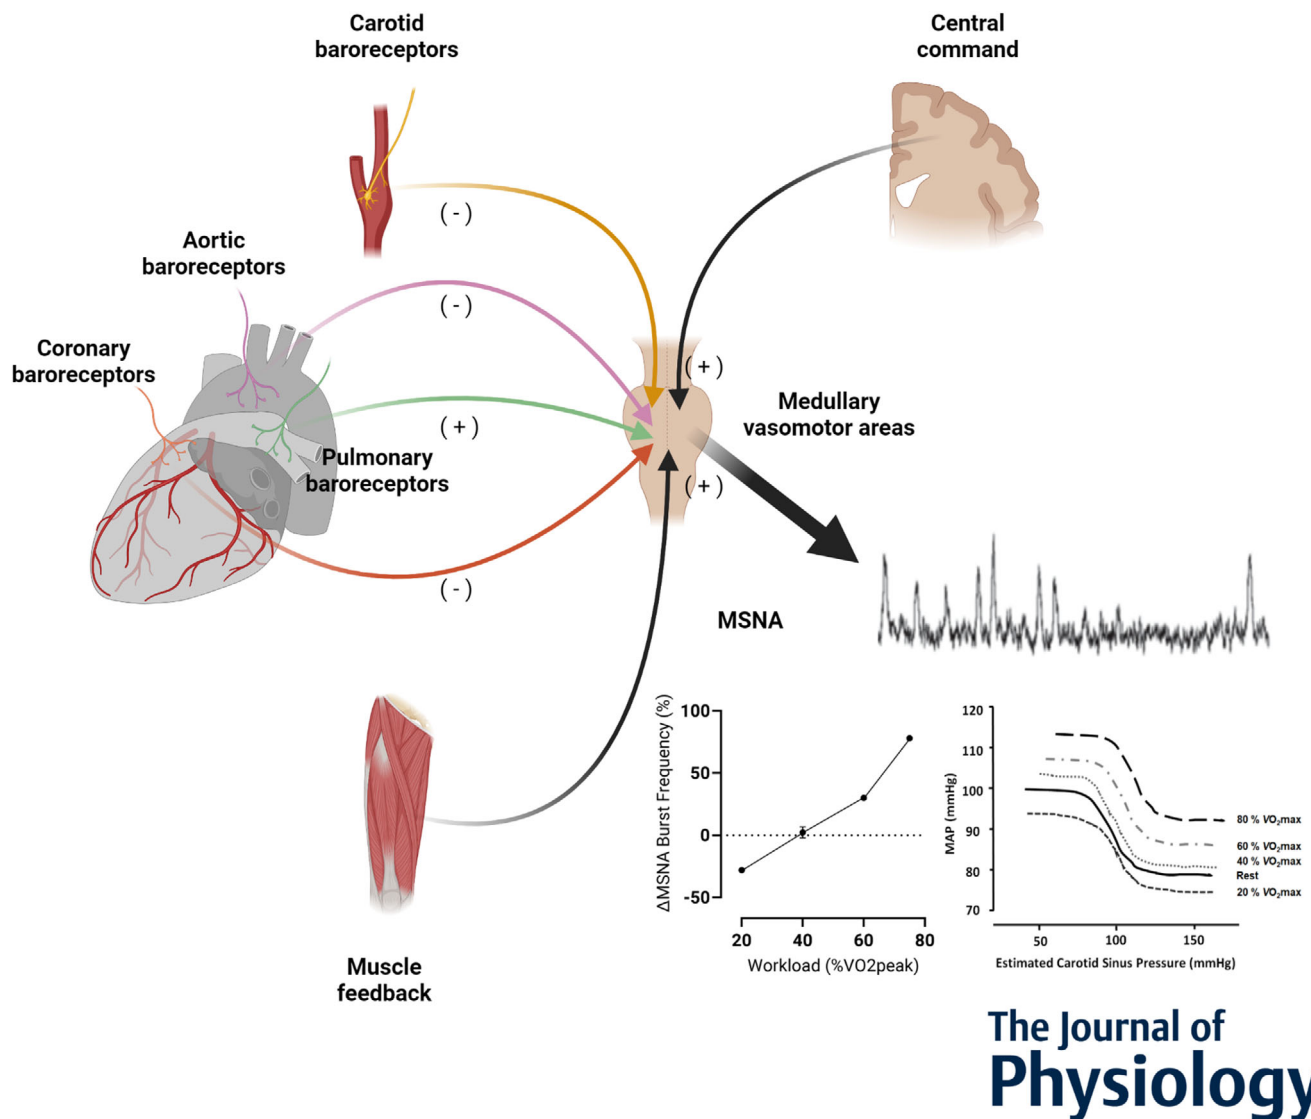 Carotid
baroreceptors
Central
command
( - )
Aortic
baroreceptors
( - )
Coronary
baroreceptors
( + )
( + )
Medullary
vasomotor areas
Pulmonary
baroreceptors
( + )
( - )
MSNA
Muscle
feedback
ΔMSNA Burst Frequency (%)
100
50
0
-50
20 40 60 80
Workload (%VO2peak)
MAP (mmHg)
120
110
100
90
80
70
80 % VO₂max
60 % VO₂max
40 % VO₂max
Rest
20 % VO₂max
50 100 150
Estimated Carotid Sinus Pressure (mmHg)
The Journal of
Physiology